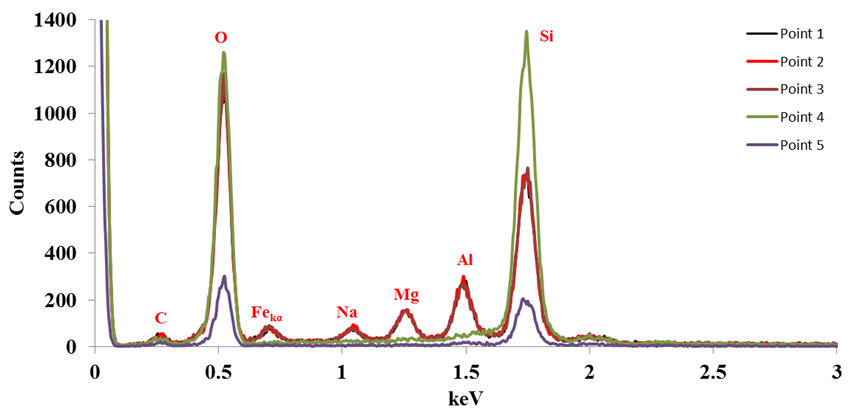 1400
1200
1000
800
600
400
200
0
Counts
C
O
Fekα
Na
Mg
Al
Si
Point 1
Point 2
Point 3
Point 4
Point 5
0 0.5 1 1.5 2 2.5 3
keV